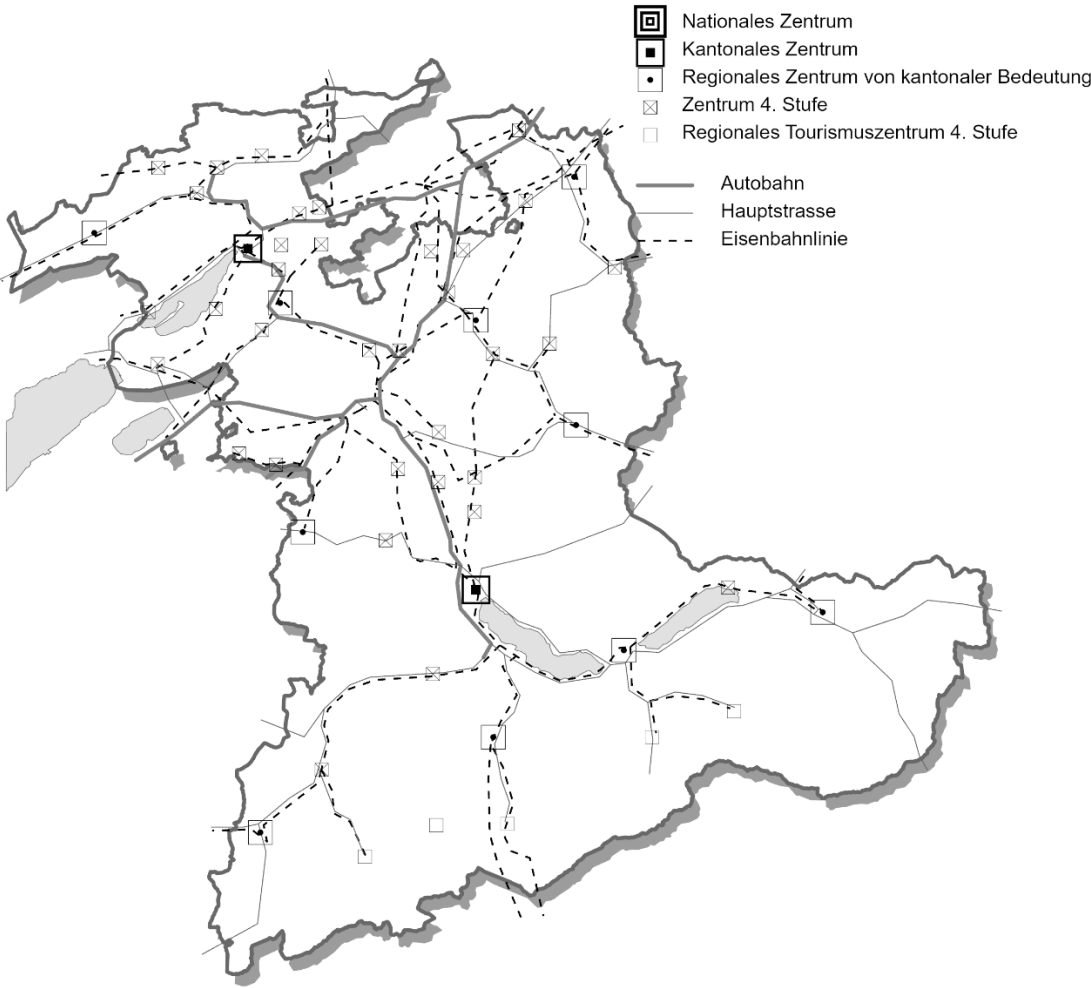 Nationales Zentrum
Kantonales Zentrum
Regionales Zentrum von kantonaler Bedeutung
Zentrum 4. Stufe
Regionales Tourismuszentrum 4. Stufe
Autobahn
Hauptstrasse
Eisenbahnlinie